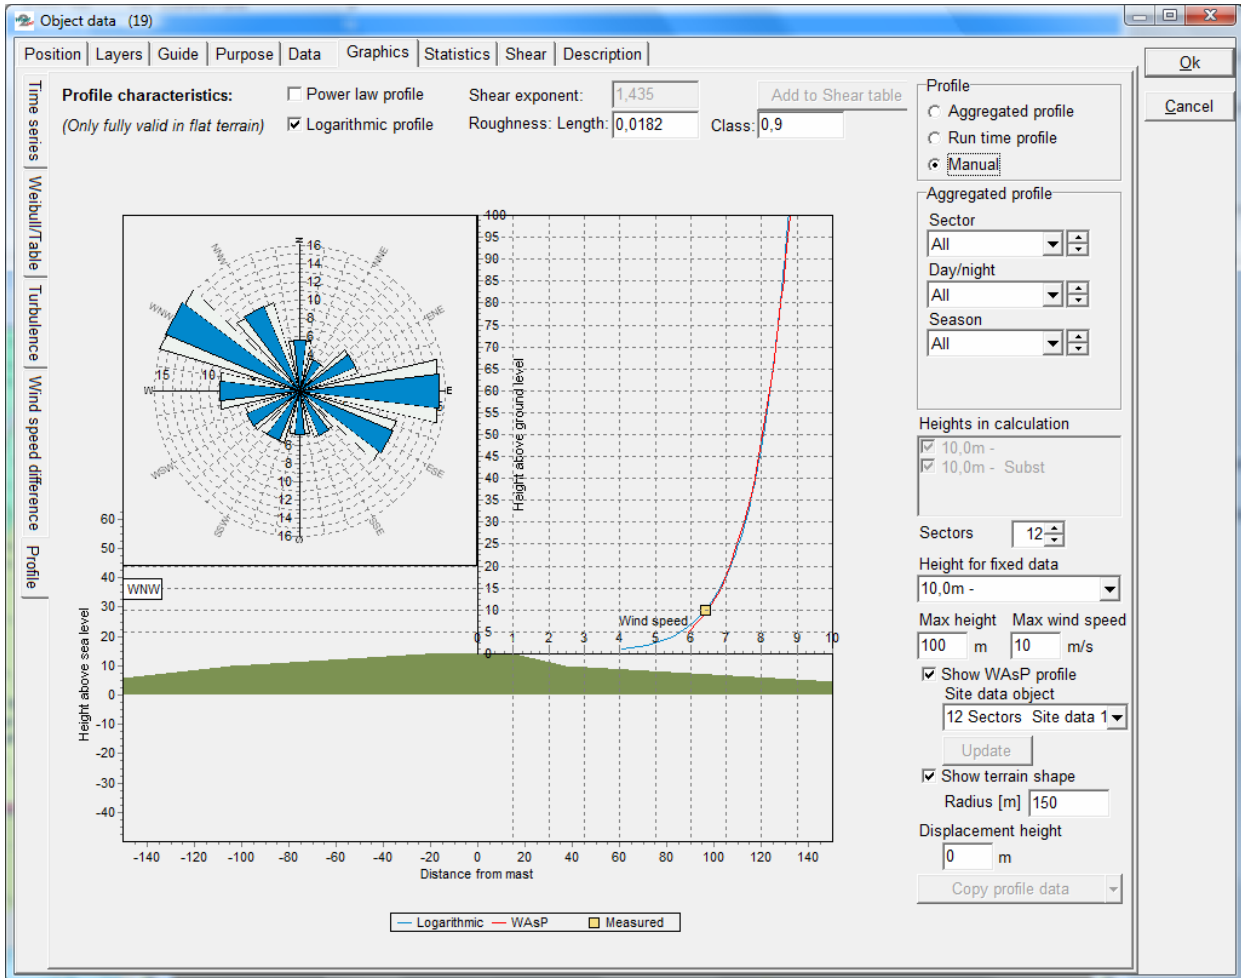 Object data (19)
Position Layers Guide Purpose Data Graphics Statistics Shear Description
Ok
Cancel
Time series
Weibull/Table
Turbulence
Wind speed difference
Profile
Profile characteristics:
(Only fully valid in flat terrain)
Power law profile
Logarithmic profile
Shear exponent: 1,435
Add to Shear table
Roughness: Length: 0,0182 Class: 0,9
Profile
Aggregated profile
Run time profile
Manual
Aggregated profile
Sector
All
Day/night
All
Season
All
Heights in calculation
10,0m -
10,0m - Subst
Sectors 12
Height for fixed data
10,0m -
Max height Max wind speed
100 m 10 m/s
Show WAsP profile
Site data object
12 Sectors Site data 1
Update
Show terrain shape
Radius [m] 150
Displacement height
0 m
Copy profile data
N
NNE
ENE
E
ESE
SSE
SSW
WSW
W
WNW
NNW
16
14
12
10
8
6
4
15 10
8
10
12
14
16
WNW
100
95
90
85
80
75
70
65
60
55
50
45
40
35
30
25
20
15
10
5
0
Height above ground level
Wind speed
0 1 2 3 4 5 6 7 8 9 10
60
50
40
30
20
10
0
-10
-20
-30
-40
Height above sea level
-140 -120 -100 -80 -60 -40 -20 0 20 40 60 80 100 120 140
Distance from mast
Logarithmic WAsP Measured